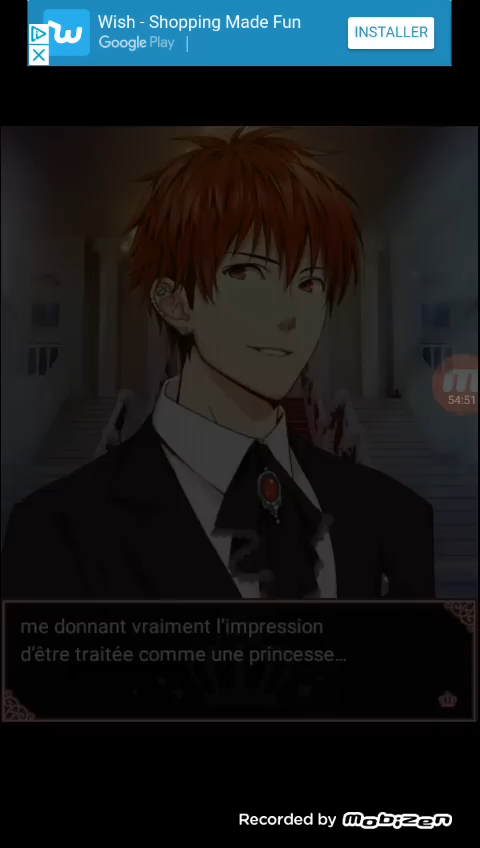 Wish - Shopping Made Fun
Google Play
INSTALLER
54:51
me donnant vraiment l'impression
d'être traitée comme une princesse...
Recorded by Mobizen